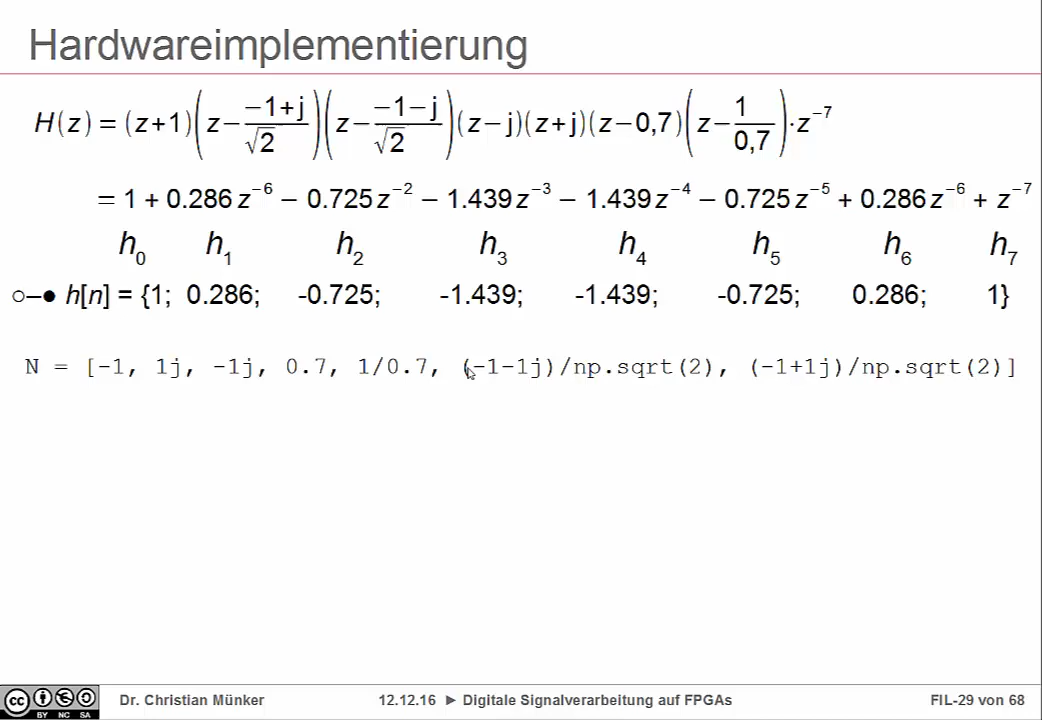 Hardwareimplementierung
H(z) = (z+1)(z−(−1+j)/√2)(z−(−1−j)/√2)(z−j)(z+j)(z−0,7)(z−1/0,7)·z⁻⁷
= 1 + 0.286 z⁻⁶ − 0.725 z⁻² − 1.439 z⁻³ − 1.439 z⁻⁴ − 0.725 z⁻⁵ + 0.286 z⁻⁶ + z⁻⁷
h₀ h₁ h₂ h₃ h₄ h₅ h₆ h₇
○–● h[n] = {1; 0.286; -0.725; -1.439; -1.439; -0.725; 0.286; 1}
N = [-1, 1j, -1j, 0.7, 1/0.7, (-1-1j)/np.sqrt(2), (-1+1j)/np.sqrt(2)]
cc BY NC SA
Dr. Christian Münker 12.12.16 ► Digitale Signalverarbeitung auf FPGAs FIL-29 von 68